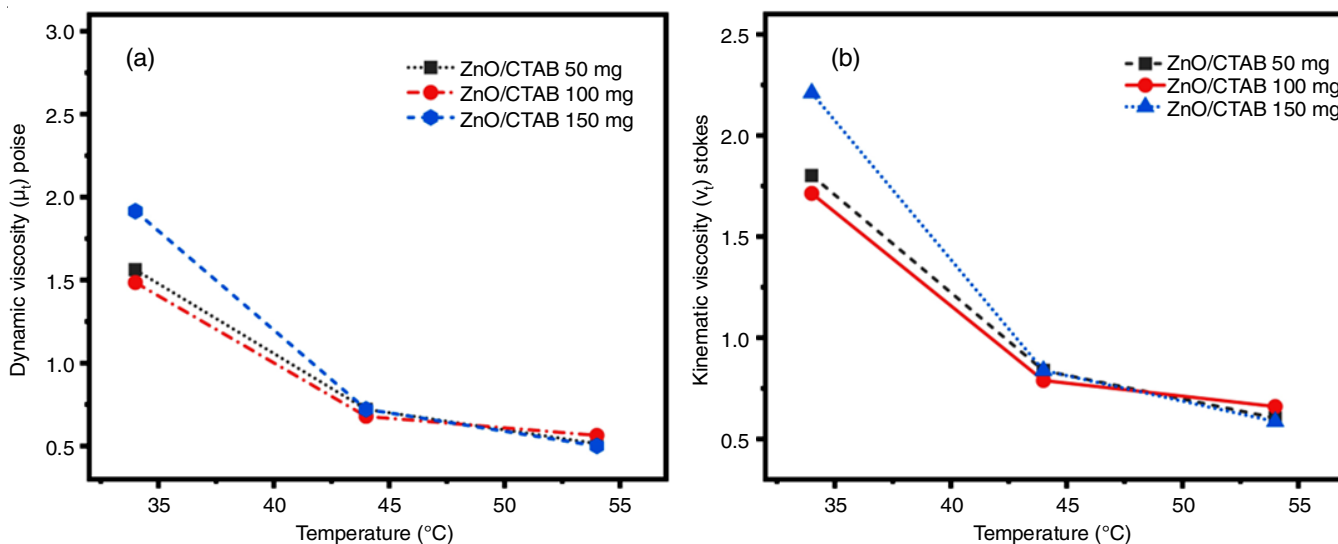 (a)
ZnO/CTAB 50 mg
ZnO/CTAB 100 mg
ZnO/CTAB 150 mg
Dynamic viscosity (μt) poise
3.0
2.5
2.0
1.5
1.0
0.5
35 40 45 50 55
Temperature (°C)
(b)
ZnO/CTAB 50 mg
ZnO/CTAB 100 mg
ZnO/CTAB 150 mg
Kinematic viscosity (vt) stokes
2.5
2.0
1.5
1.0
0.5
35 40 45 50 55
Temperature (°C)